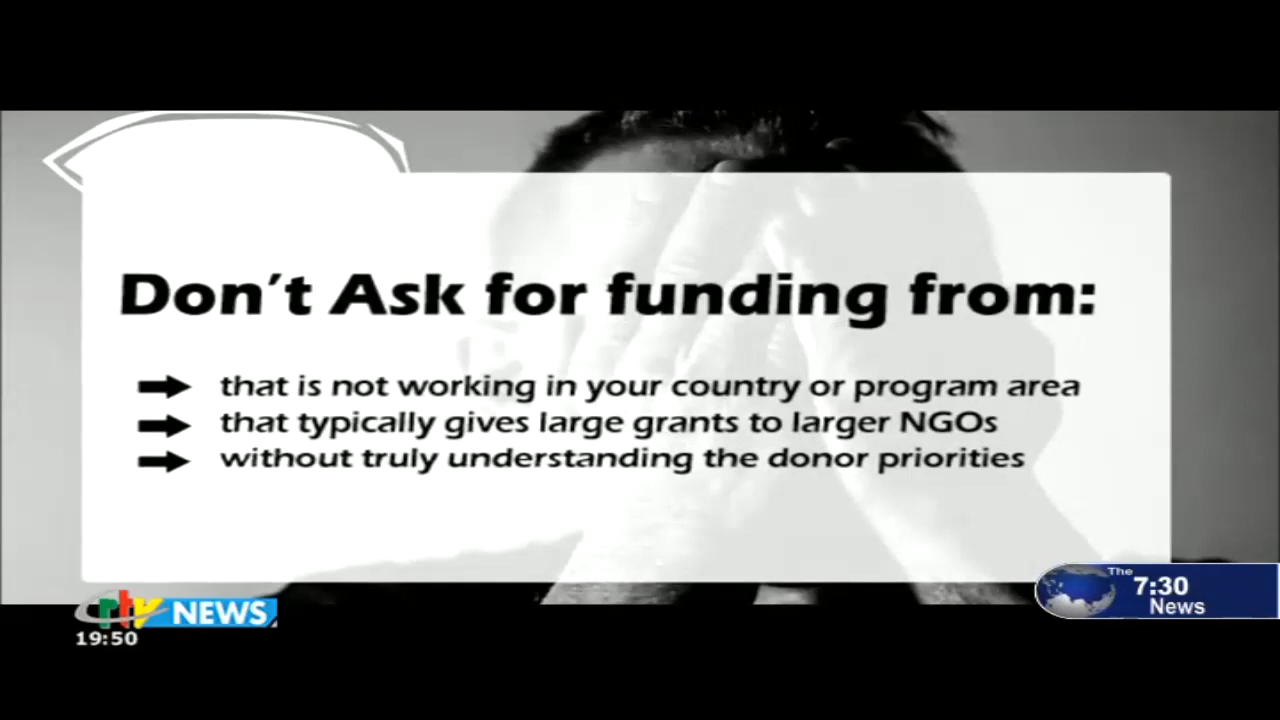 Don't Ask for funding from:
that is not working in your country or program area
that typically gives large grants to larger NGOs
without truly understanding the donor priorities
crtv NEWS
19:50
The
7:30
News